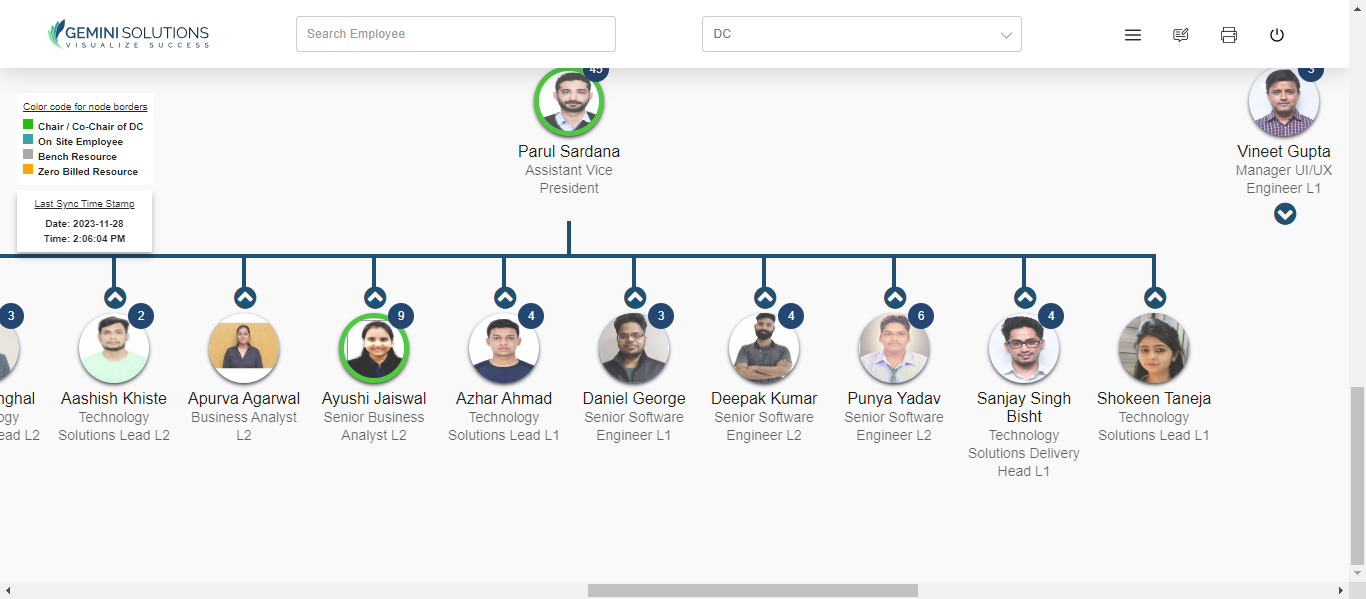 GEMINI SOLUTIONS
VISUALIZE SUCCESS
Search Employee
DC
45
3
Color code for node borders
Chair / Co-Chair of DC
On Site Employee
Bench Resource
Zero Billed Resource
Last Sync Time Stamp
Date: 2023-11-28
Time: 2:06:04 PM
Parul Sardana
Assistant Vice
President
Vineet Gupta
Manager UI/UX
Engineer L1
3
nghal
ogy
ead L2
2
Aashish Khiste
Technology
Solutions Lead L2
Apurva Agarwal
Business Analyst
L2
9
Ayushi Jaiswal
Senior Business
Analyst L2
4
Azhar Ahmad
Technology
Solutions Lead L1
3
Daniel George
Senior Software
Engineer L1
4
Deepak Kumar
Senior Software
Engineer L2
6
Punya Yadav
Senior Software
Engineer L2
4
Sanjay Singh
Bisht
Technology
Solutions Delivery
Head L1
Shokeen Taneja
Technology
Solutions Lead L1